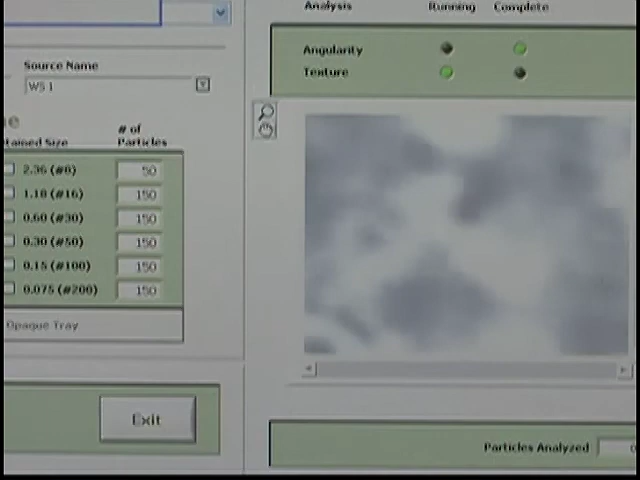 Analysis Running Complete
Angularity
Texture
Source Name
WS 1
# of
Particles
2.36 (#8) 50
1.18 (#16) 150
0.60 (#30) 150
0.30 (#50) 150
0.15 (#100) 150
0.075 (#200) 150
Opaque Tray
Exit
Particles Analyzed